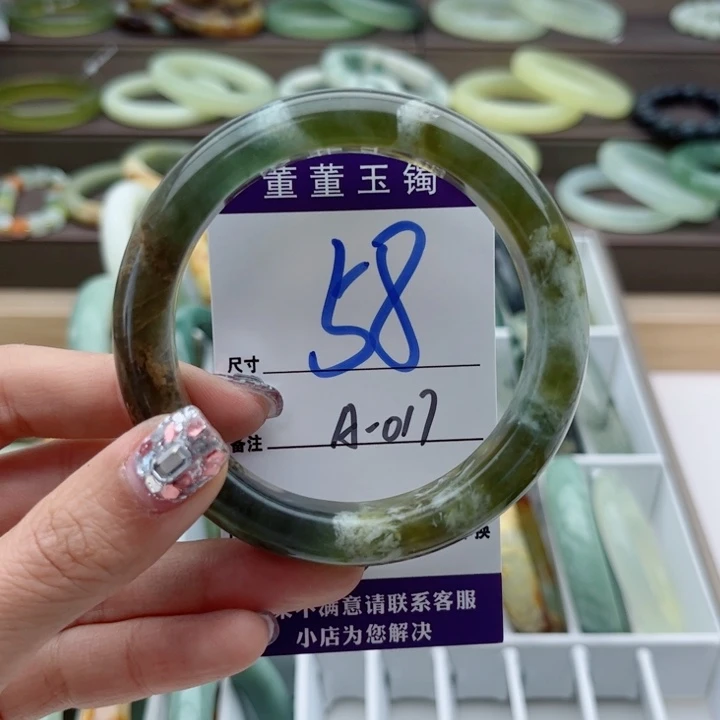 董董玉镯
58
尺寸
A-017
备注
换
不满意请联系客服
小店为您解决